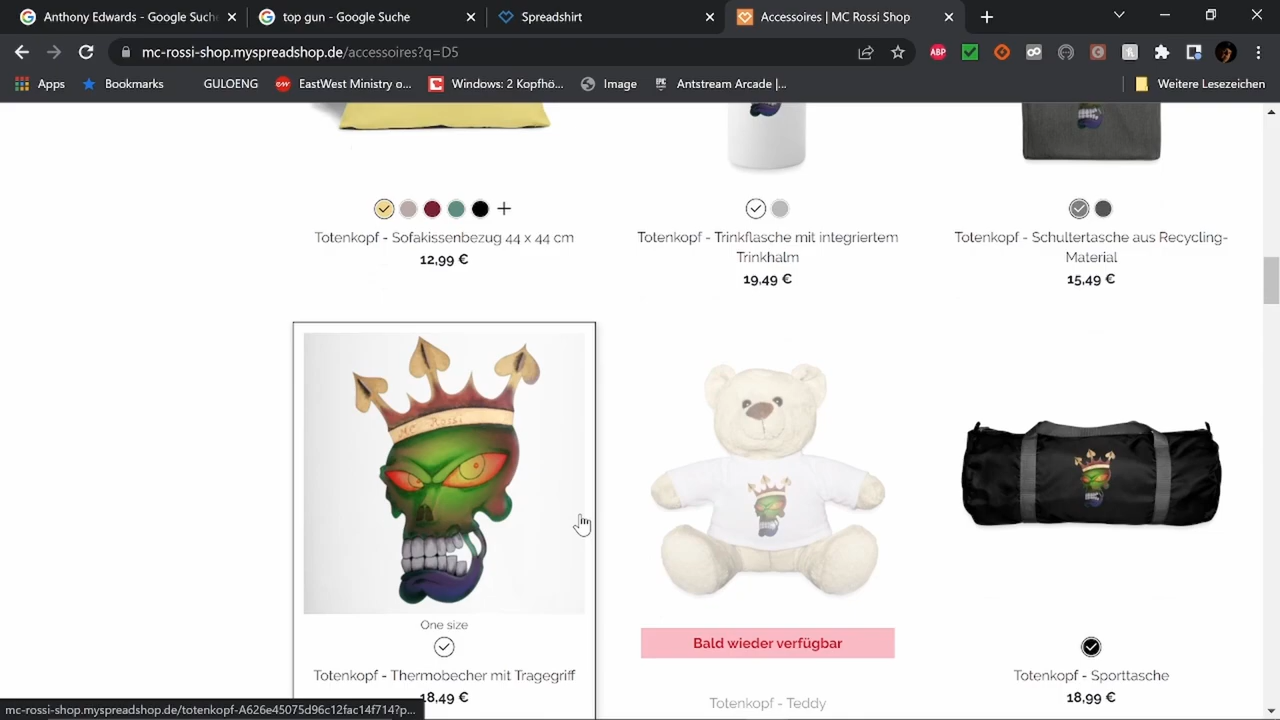 Anthony Edwards - Google Suche
top gun - Google Suche
Spreadshirt
Accessoires | MC Rossi Shop
mc-rossi-shop.myspreadshop.de/accessoires?q=D5
ABP
Apps
Bookmarks
GULOENG
EastWest Ministry o...
Windows: 2 Kopfho...
Image
Antstream Arcade |...
Weitere Lesezeichen
Totenkopf - Sofakissenbezug 44 x 44 cm
12,99 €
Totenkopf - Trinkflasche mit integriertem
Trinkhalm
19,49 €
Totenkopf - Schultertasche aus Recycling-
Material
15,49 €
MC Rossi
One size
Totenkopf - Thermobecher mit Tragegriff
18,49 €
Bald wieder verfügbar
Totenkopf - Teddy
Totenkopf - Sporttasche
18,99 €
mc-rossi-shop.myspreadshop.de/totenkopf-A626e45075d96c12fac14f714?p...